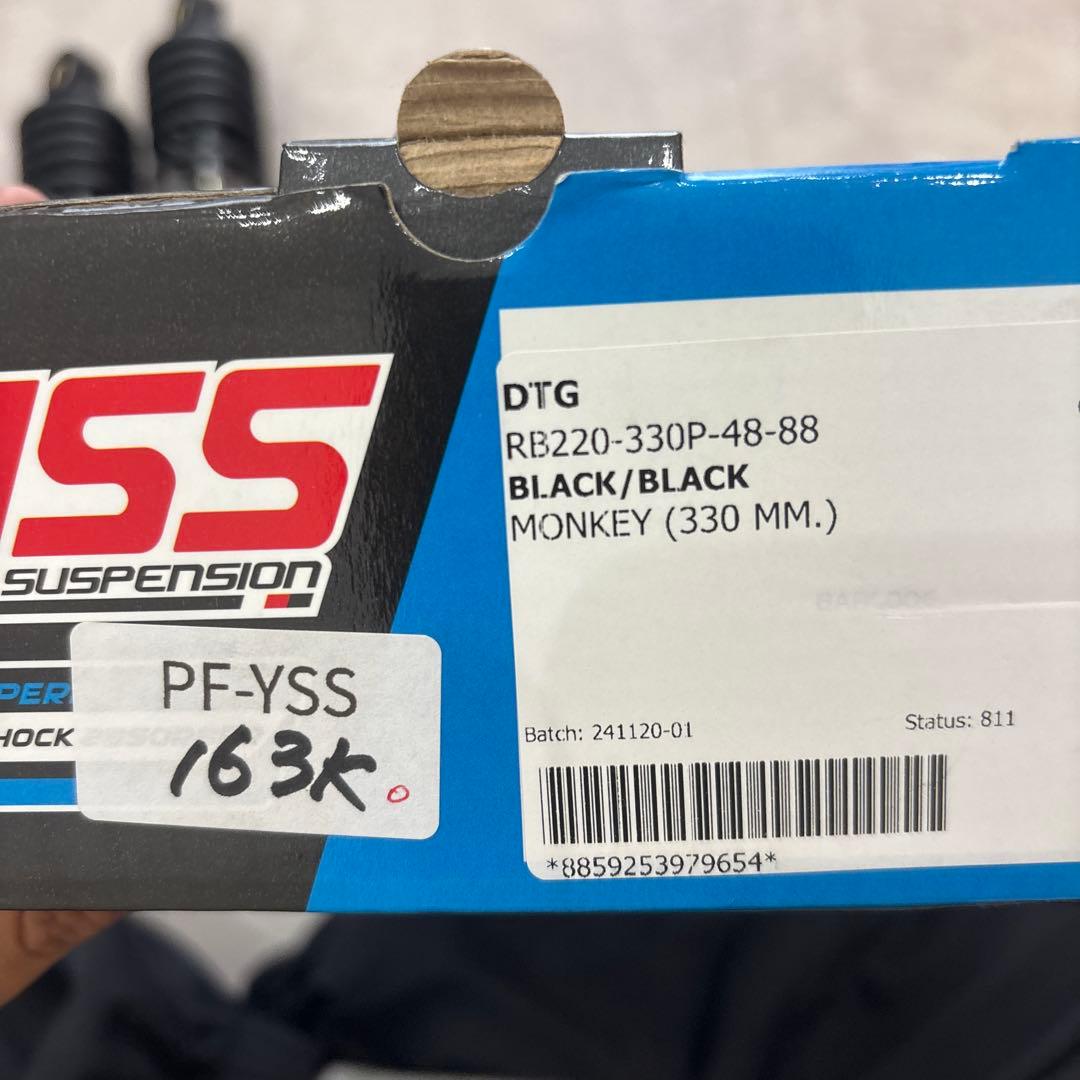 YSS
SUSPENSION
PF-YSS
163K.
DTG
RB220-330P-48-88
BLACK/BLACK
MONKEY (330 MM.)
Batch: 241120-01
Status: 811
*8859253979654*